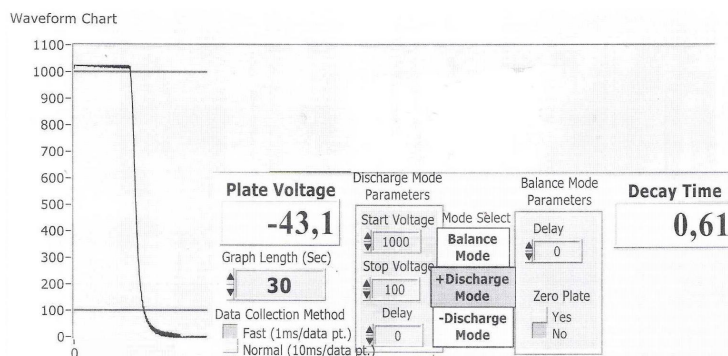 Waveform Chart
1100
1000
900
800
700
600
500
400
300
200
100
0
0
Plate Voltage
-43,1
Graph Length (Sec)
30
Data Collection Method
Fast (1ms/data pt.)
Normal (10ms/data pt.)
Discharge Mode
Parameters
Start Voltage
1000
Stop Voltage
100
Delay
0
Mode Select
Balance
Mode
+Discharge
Mode
-Discharge
Mode
Balance Mode
Parameters
Delay
0
Zero Plate
Yes
No
Decay Time
0,61